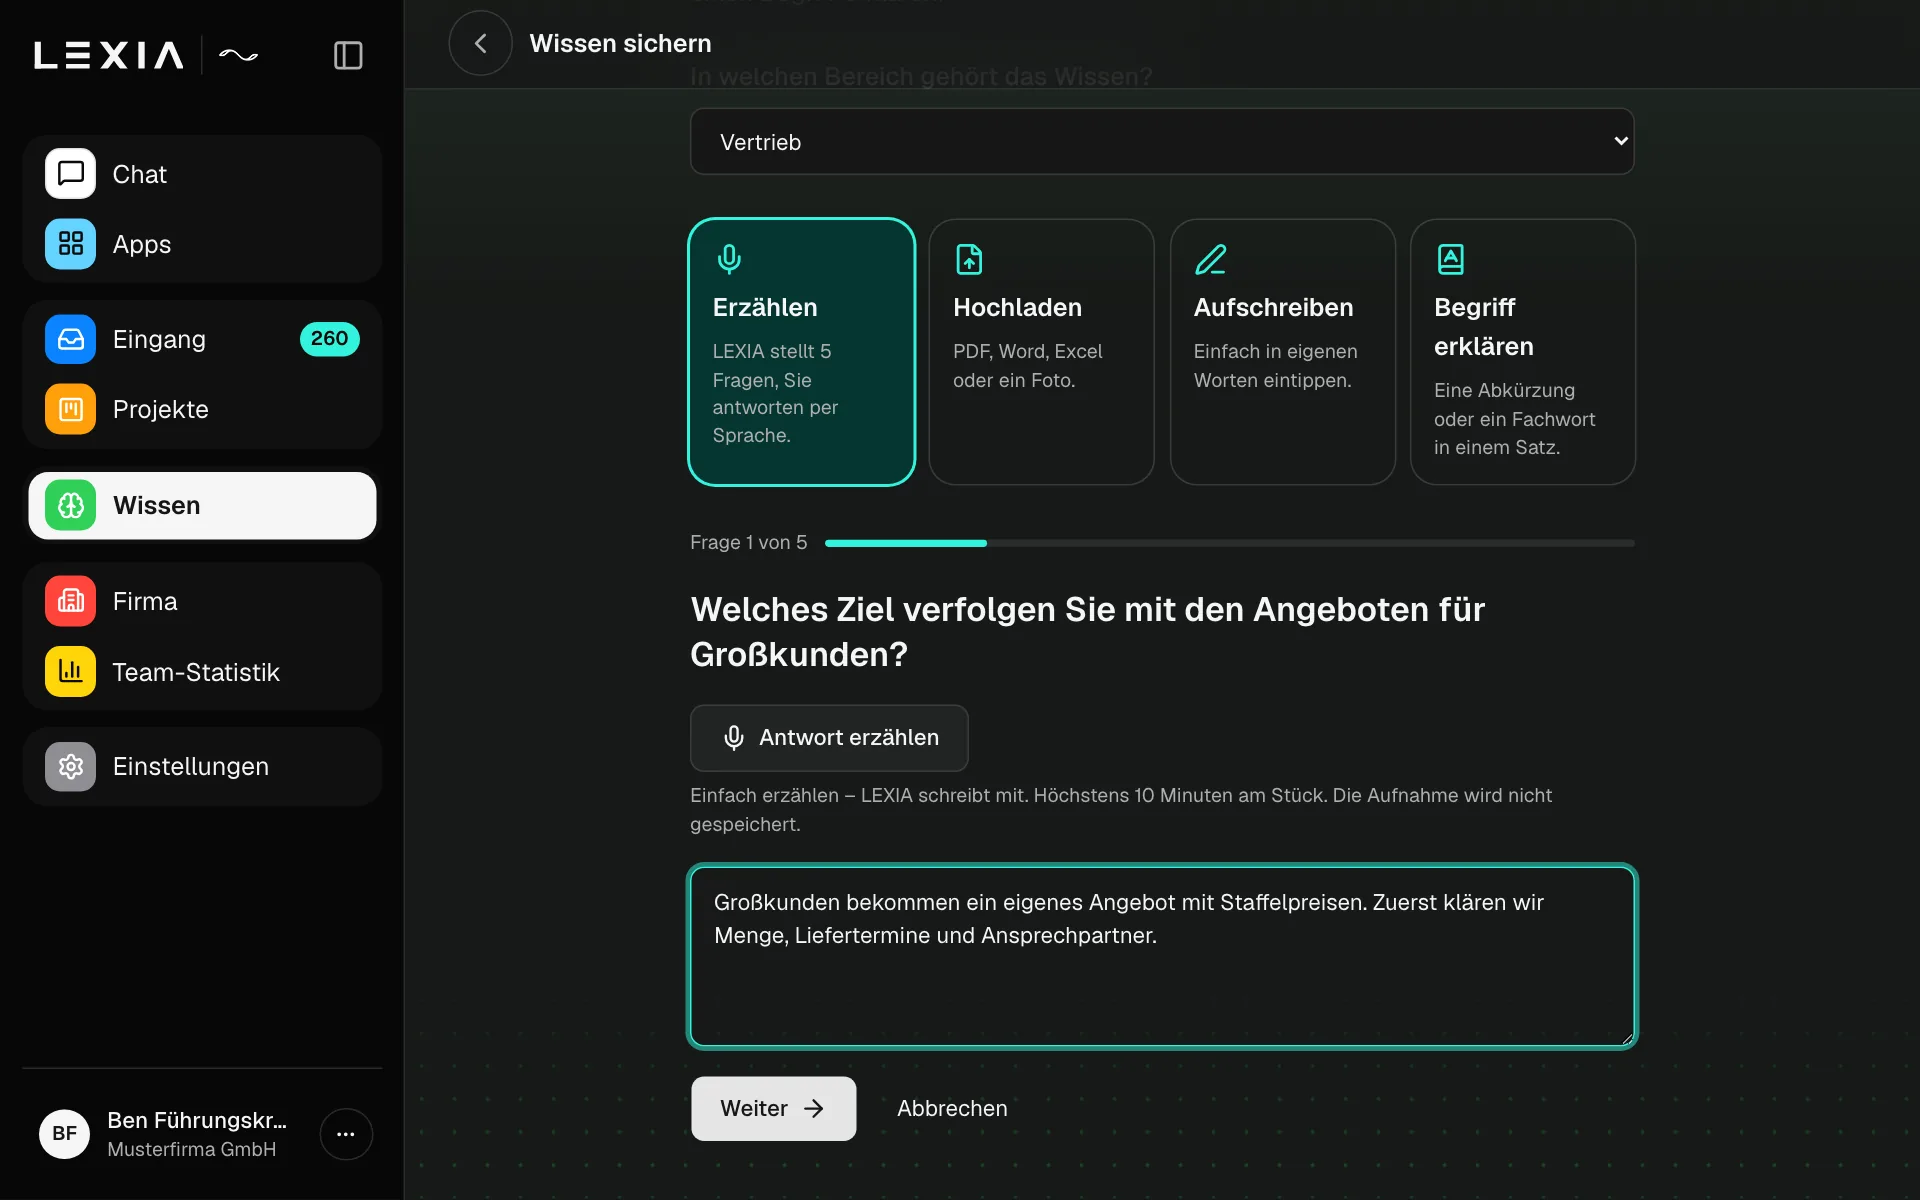 LEXIA
Chat
Apps
Eingang
260
Projekte
Wissen
Firma
Team-Statistik
Einstellungen
BF
Ben Führungskr...
Musterfirma GmbH
Wissen sichern
In welchen Bereich gehört das Wissen?
Vertrieb
Erzählen
LEXIA stellt 5
Fragen, Sie
antworten per
Sprache.
Hochladen
PDF, Word, Excel
oder ein Foto.
Aufschreiben
Einfach in eigenen
Worten eintippen.
Begriff
erklären
Eine Abkürzung
oder ein Fachwort
in einem Satz.
Frage 1 von 5
Welches Ziel verfolgen Sie mit den Angeboten für
Großkunden?
Antwort erzählen
Einfach erzählen – LEXIA schreibt mit. Höchstens 10 Minuten am Stück. Die Aufnahme wird nicht
gespeichert.
Großkunden bekommen ein eigenes Angebot mit Staffelpreisen. Zuerst klären wir
Menge, Liefertermine und Ansprechpartner.
Weiter
Abbrechen